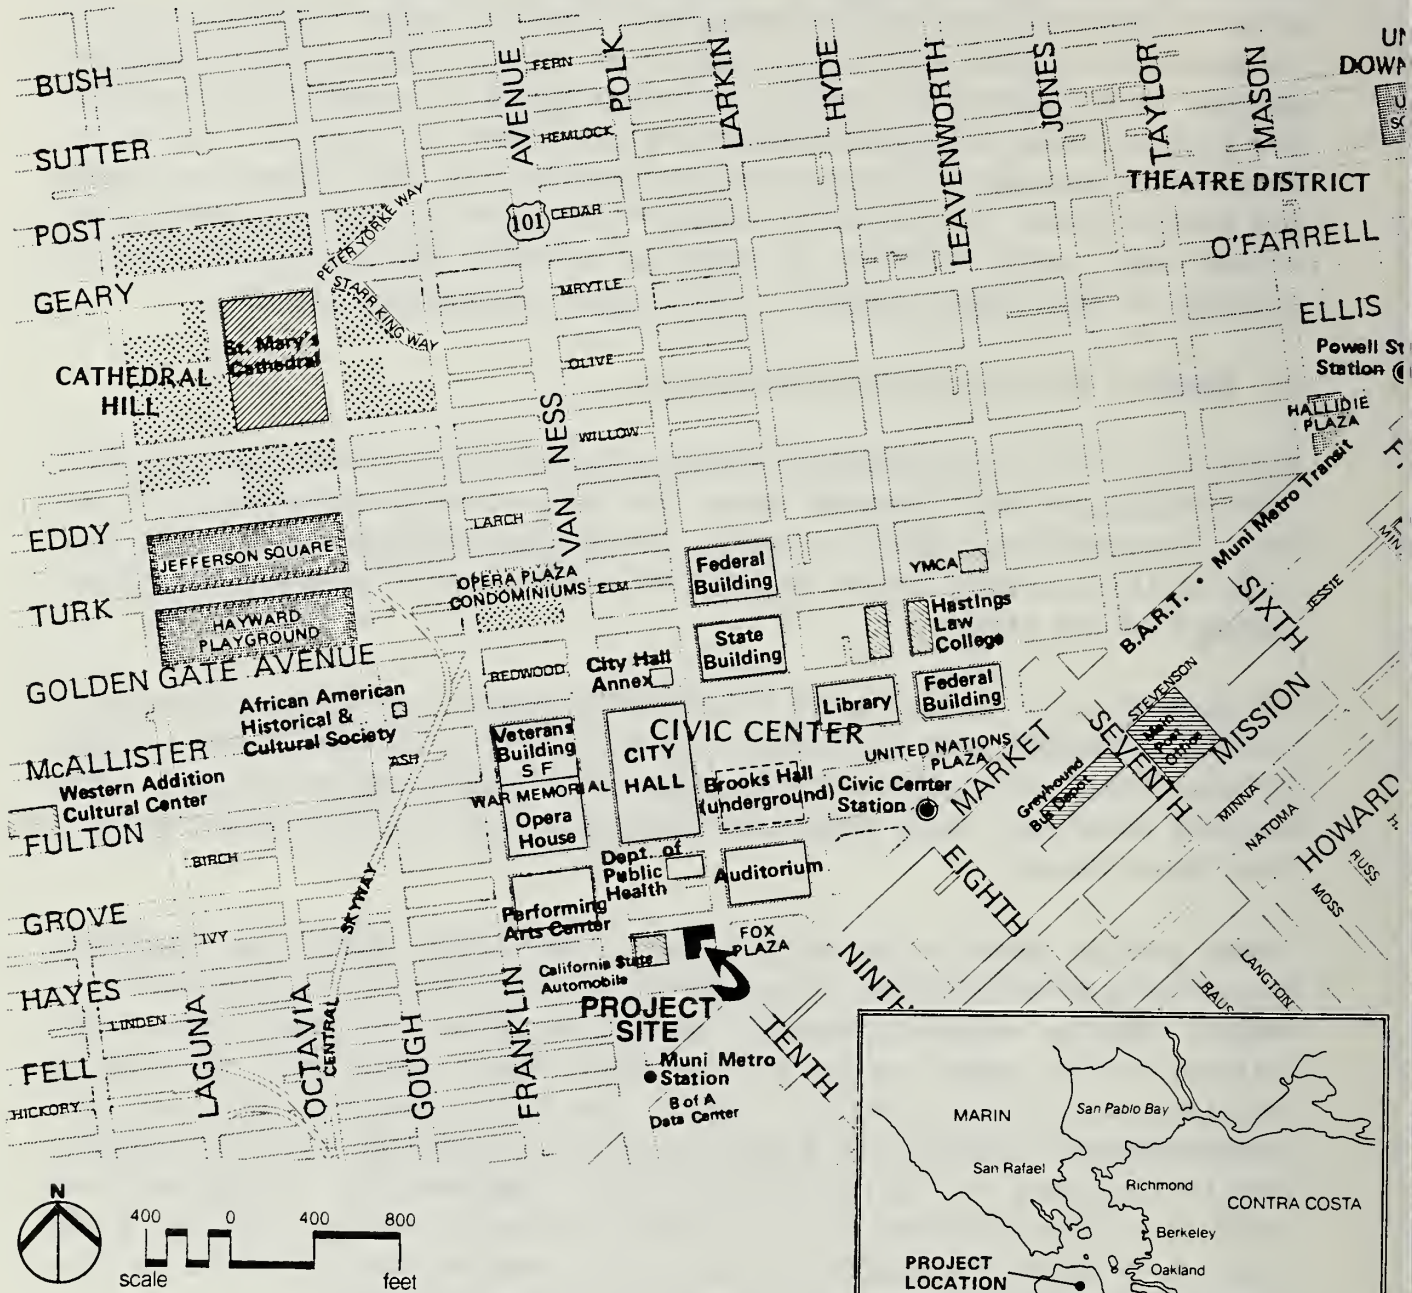 BUSH
SUTTER
POST
GEARY
CATHEDRAL
HILL
St. Mary's
Cathedral
PETER YORKE WAY
STARR KING WAY
AVENUE
FERN
POLK
LARKIN
HYDE
LEAVENWORTH
JONES
TAYLOR
MASON
HEMLOCK
101
CEDAR
MRYTLE
OLIVE
NESS
WILLOW
VAN
LARCH
THEATRE DISTRICT
O'FARRELL
ELLIS
Powell St
Station
HALLIDIE
PLAZA
B.A.R.T. • Muni Metro Transit
EDDY
JEFFERSON SQUARE
TURK
HAYWARD
PLAYGROUND
GOLDEN GATE AVENUE
OPERA PLAZA
CONDOMINIUMS
ELM
Federal
Building
YMCA
Hastings
Law
College
State
Building
REDWOOD
City Hall
Annex
Library
Federal
Building
African American
Historical &
Cultural Society
McALLISTER
Western Addition
Cultural Center
ASH
Veterans
Building
S F
WAR MEMORIAL
Opera
House
CITY
HALL
CIVIC CENTER
Brooks Hall
(underground)
UNITED NATIONS
PLAZA
Civic Center
Station
MARKET
SIXTH
JESSIE
STEVENSON
SEVENTH
Main
Post
Office
MISSION
Greyhound
Bus Depot
MINNA
NATOMA
HOWARD
RUSS
MOSS
LANGTON
FULTON
BIRCH
SKYWAY
Dept. of
Public
Health
Auditorium
EIGHTH
GROVE
IVY
Performing
Arts Center
FOX
PLAZA
California State
Automobile
NINTH
HAYES
LINDEN
LAGUNA
OCTAVIA
CENTRAL
GOUGH
FRANKLIN
PROJECT
SITE
TENTH
FELL
HICKORY
Muni Metro
Station
B of A
Data Center
N
400 0 400 800
scale feet
MARIN
San Pablo Bay
San Rafael
Richmond
CONTRA COSTA
Berkeley
Oakland
PROJECT
LOCATION